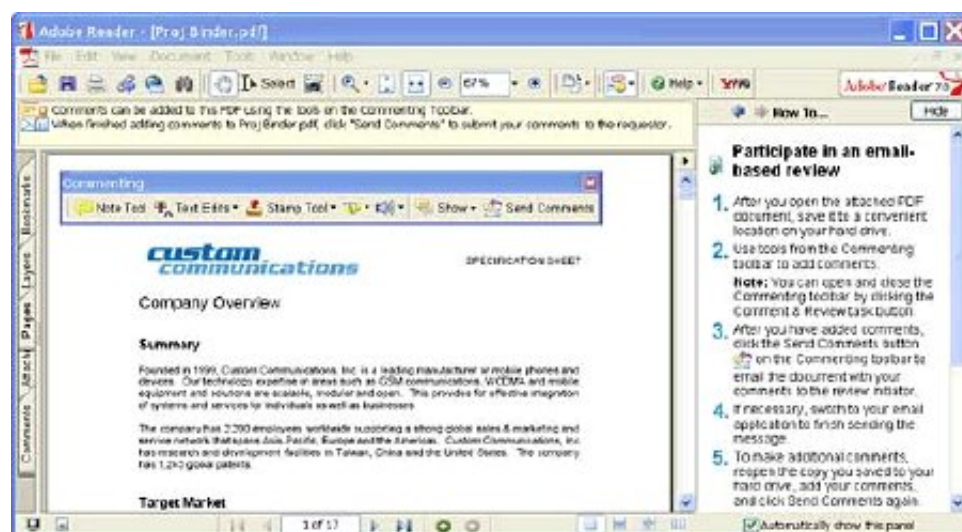 Adobe Reader - [Proj Binder.pdf]
File Edit View Document Tools Window Help
Select 67% Help
Adobe Reader 7.0
Comments can be added to this PDF using the tools on the Commenting Toolbar.
When finished adding comments to Proj Binder.pdf, click "Send Comments" to submit your comments to the requestor.
How To... Hide
Bookmarks
Layers
Pages
Attach
Comments
Commenting
Note Tool Text Edits Stamp Tool Show Send Comments
custom
communications
SPECIFICATION SHEET
Company Overview
Summary
Founded in 1999, Custom Communications, Inc. is a leading manufacturer of mobile phones and
devices. Our technology expertise in areas such as GSM communications, WCDMA and mobile
equipment and solutions are scalable, modular and open. This provides for effective integration
of systems and services for individuals as well as businesses.
The company has employees worldwide supporting a strong global sales & marketing and
service network that spans Asia Pacific, Europe and the Americas. Custom Communications, Inc.
has research and development facilities in Taiwan, China and the United States. The company
has global patents.
Target Market
1 of 17
Participate in an email-
based review
1. After you open the attached PDF
document, save it to a convenient
location on your hard drive.
2. Use tools from the Commenting
toolbar to add comments.
Note: You can open and close the
Commenting toolbar by clicking the
Comment & Review task button.
3. After you have added comments,
click the Send Comments button
on the Commenting toolbar to
email the document with your
comments to the review initiator.
4. If necessary, switch to your email
application to finish sending the
message.
5. To make additional comments,
reopen the copy you saved to your
hard drive, add your comments,
and click Send Comments again.
Automatically show this panel